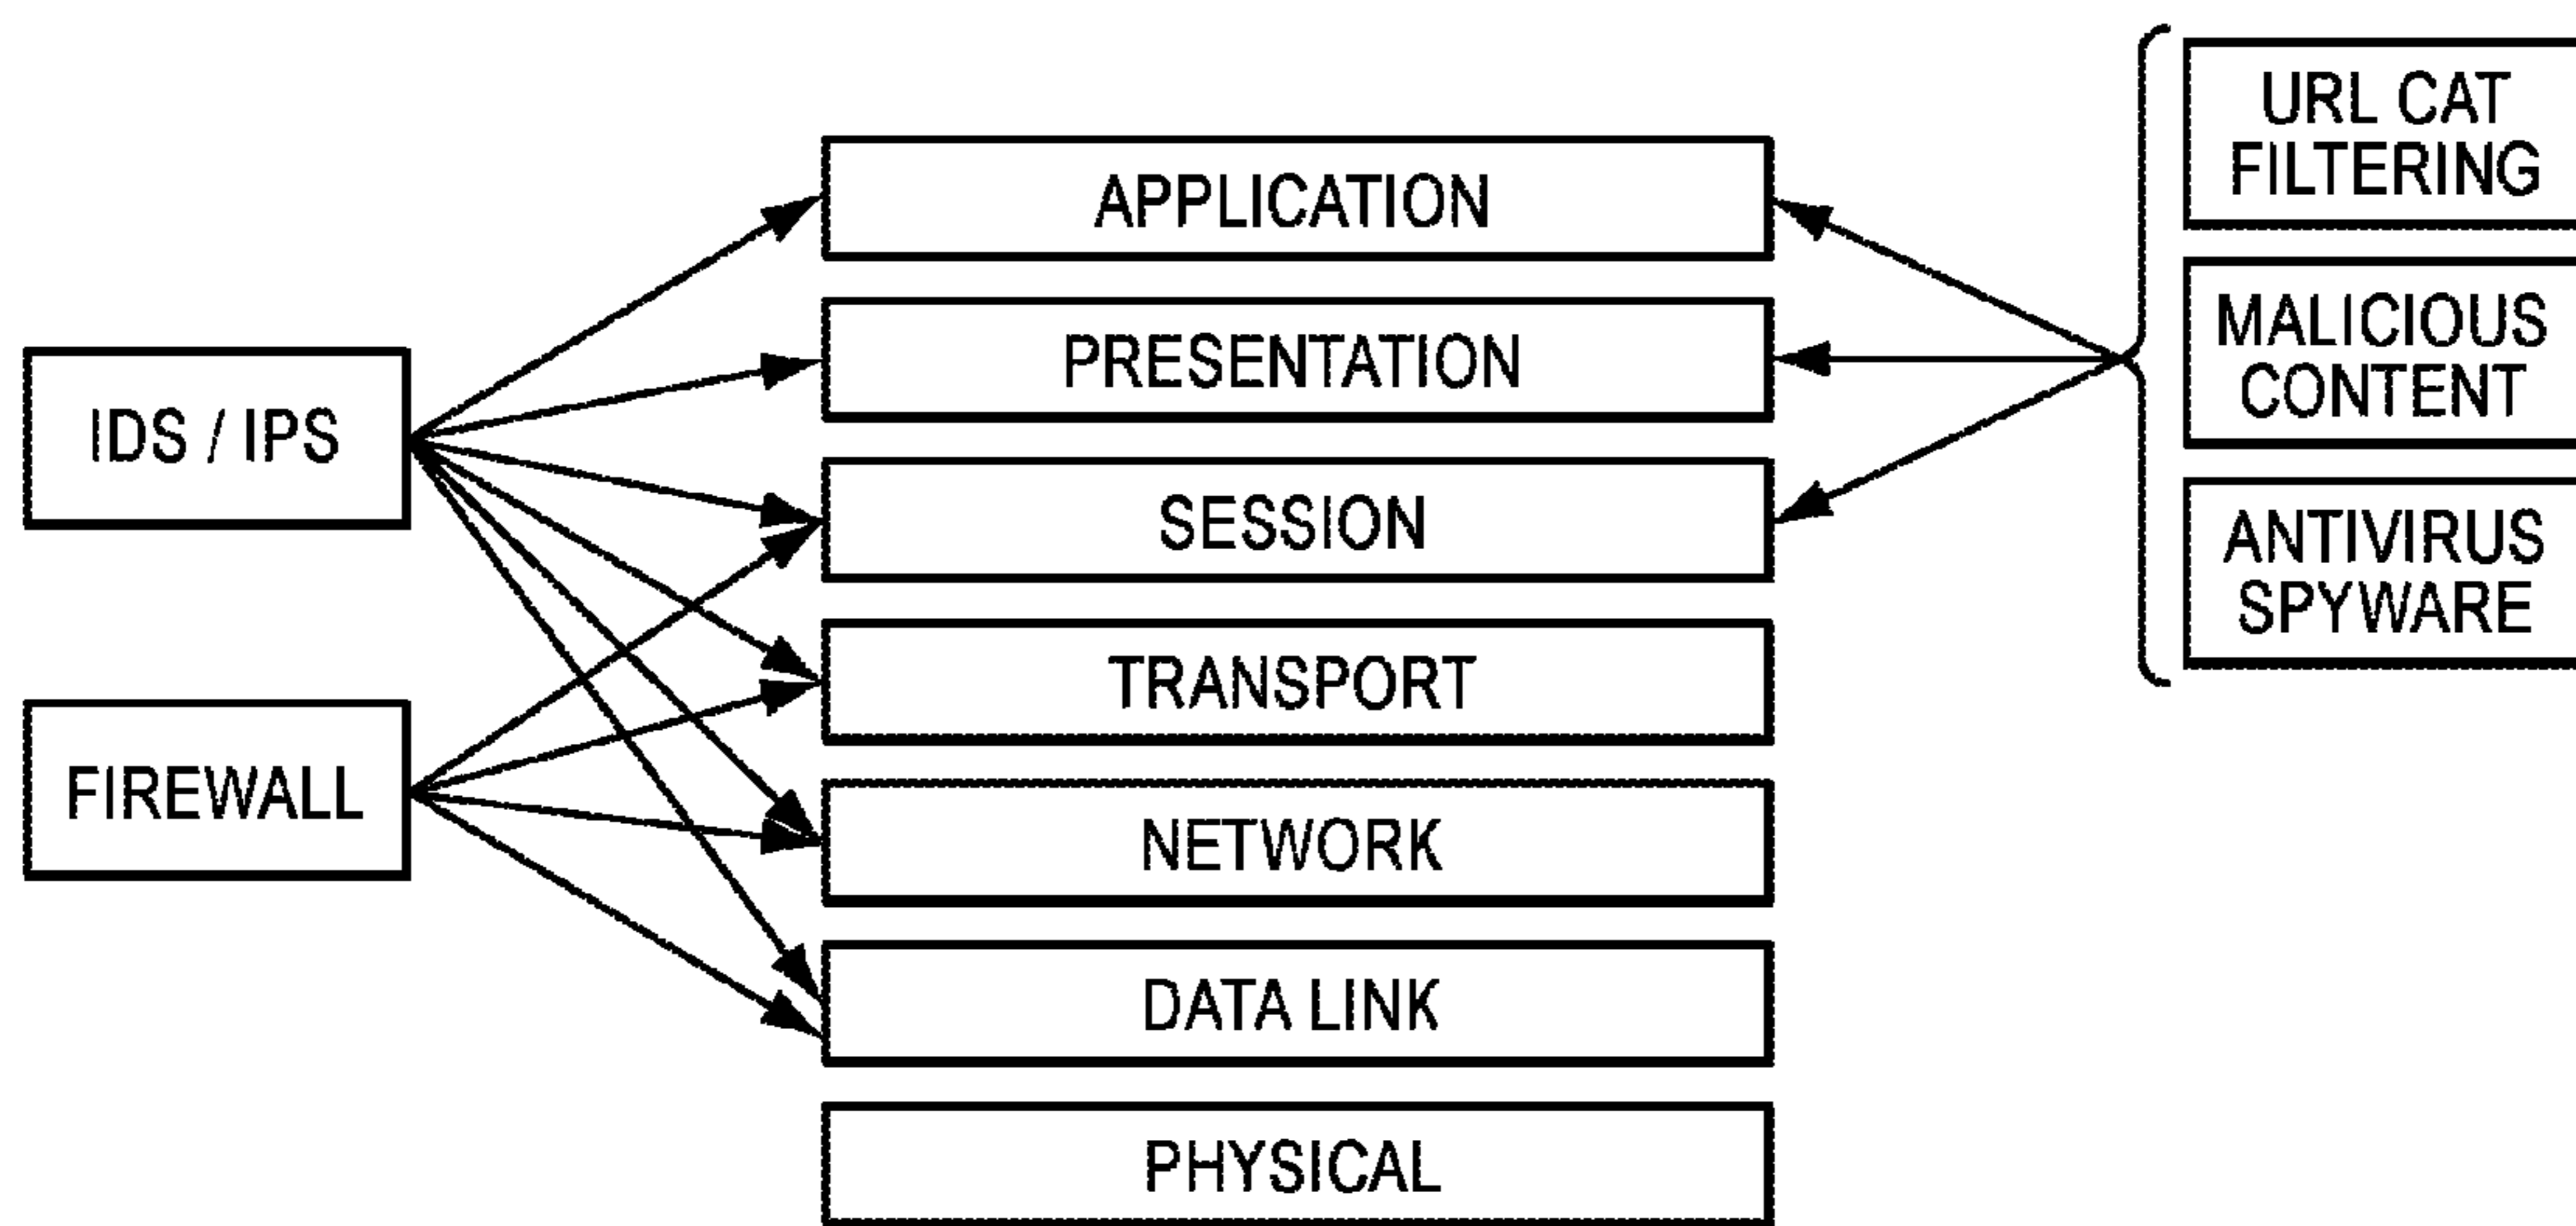 IDS / IPS
FIREWALL
APPLICATION
PRESENTATION
SESSION
TRANSPORT
NETWORK
DATA LINK
PHYSICAL
URL CAT
FILTERING
MALICIOUS
CONTENT
ANTIVIRUS
SPYWARE